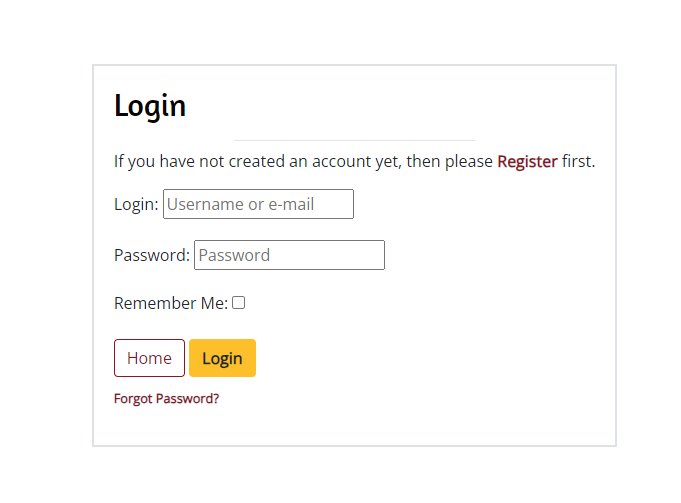 Login
If you have not created an account yet, then please Register first.
Login: Username or e-mail
Password: Password
Remember Me:
Home Login
Forgot Password?